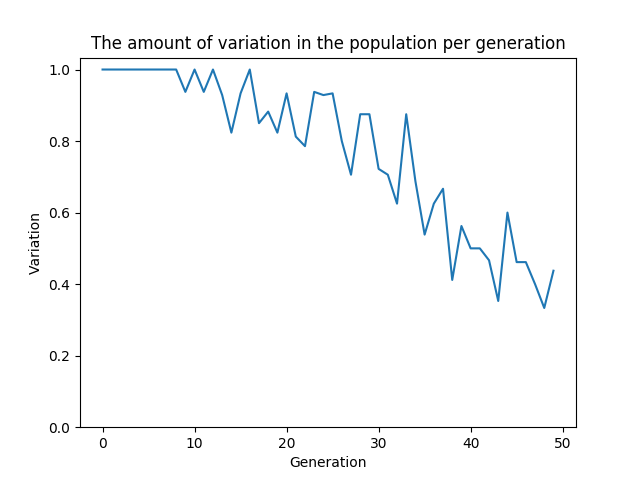 The amount of variation in the population per generation
1.0
0.8
0.6
0.4
0.2
0.0
Variation
0 10 20 30 40 50
Generation